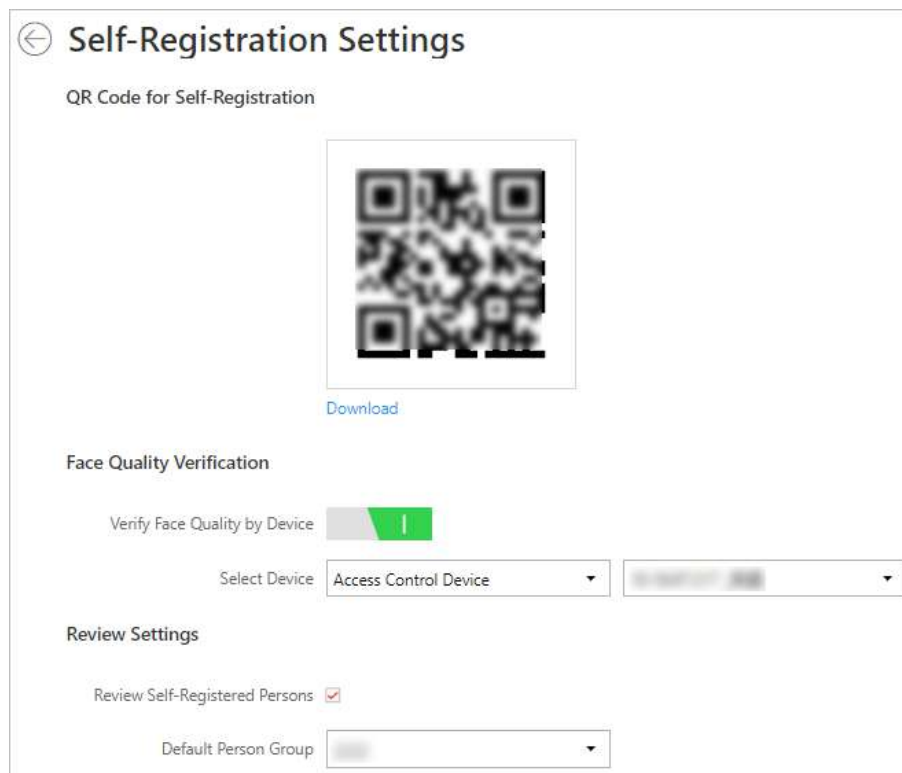 Self-Registration Settings
QR Code for Self-Registration
Download
Face Quality Verification
Verify Face Quality by Device
Select Device Access Control Device
Review Settings
Review Self-Registered Persons
Default Person Group